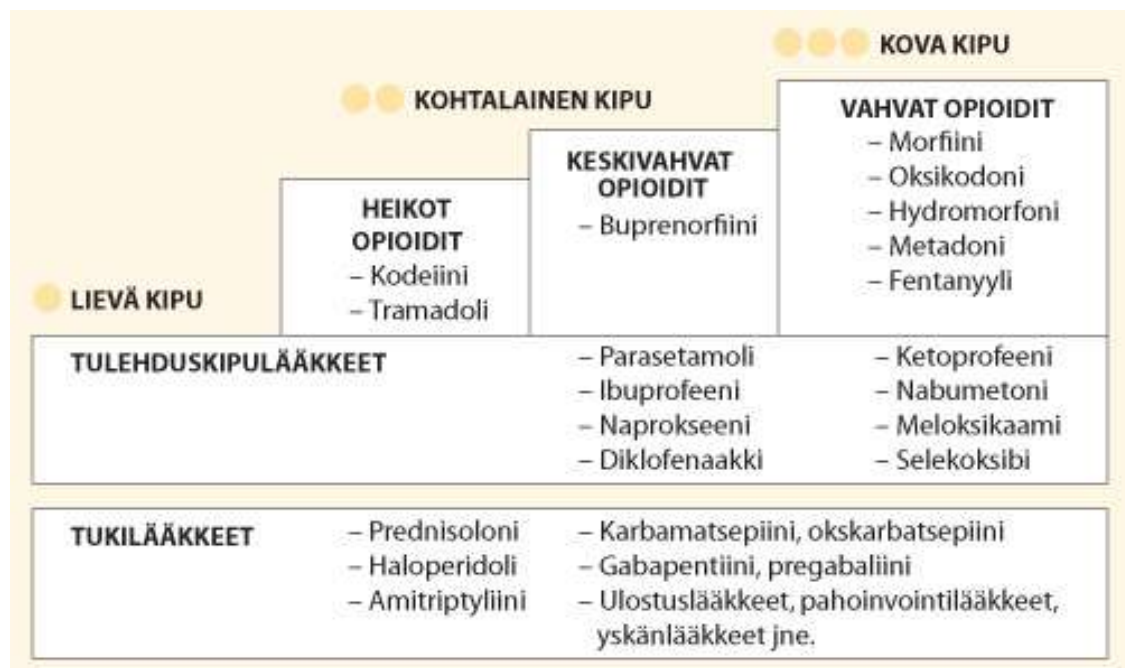 KOVA KIPU
KOHTALAINEN KIPU
LIEVÄ KIPU
HEIKOT
OPIOIDIT
– Kodeiini
– Tramadoli
KESKIVAHVAT
OPIOIDIT
– Buprenorfiini
VAHVAT OPIOIDIT
– Morfiini
– Oksikodoni
– Hydromorfoni
– Metadoni
– Fentanyyli
TULEHDUSKIPULÄÄKKEET
– Parasetamoli
– Ibuprofeeni
– Naprokseeni
– Diklofenaakki
– Ketoprofeeni
– Nabumetoni
– Meloksikaami
– Selekoksibi
TUKILÄÄKKEET
– Prednisoloni
– Haloperidoli
– Amitriptyliini
– Karbamatsepiini, okskarbatsepiini
– Gabapentiini, pregabaliini
– Ulostuslääkkeet, pahoinvointilääkkeet,
yskänlääkkeet jne.